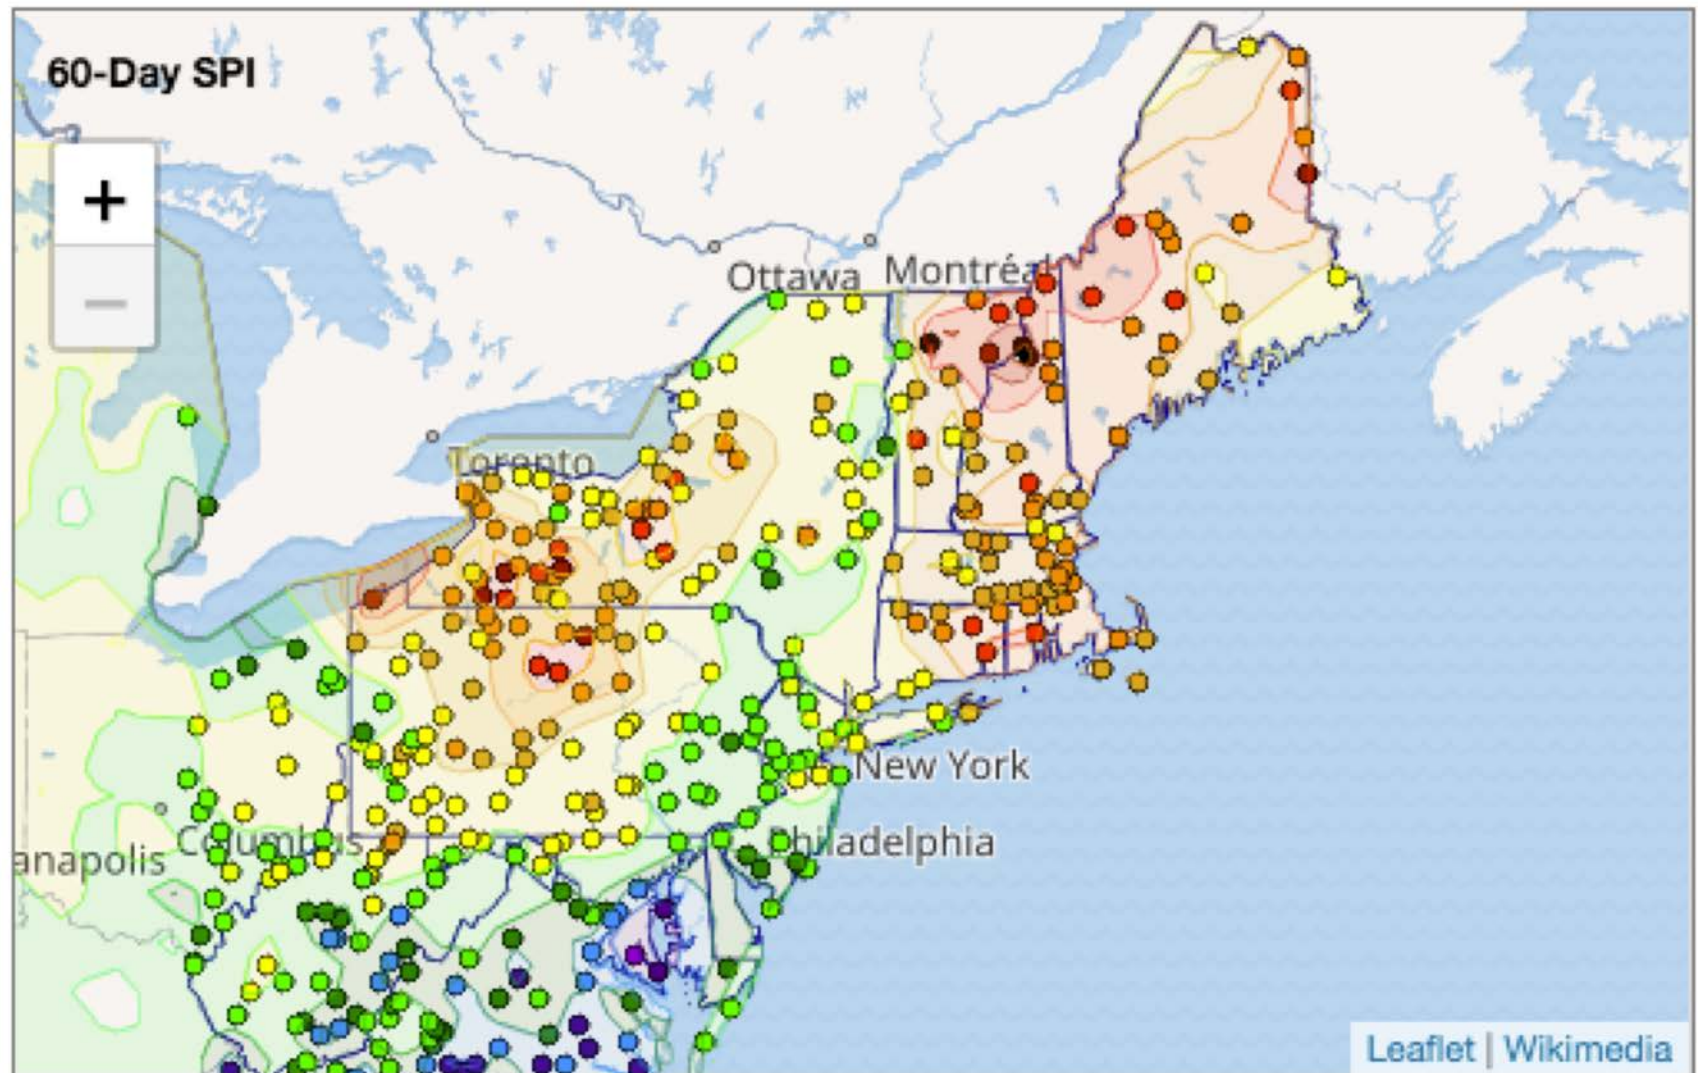 60-Day SPI
+
−
Ottawa
Montréal
Toronto
New York
Columbus
Philadelphia
anapolis
Leaflet | Wikimedia